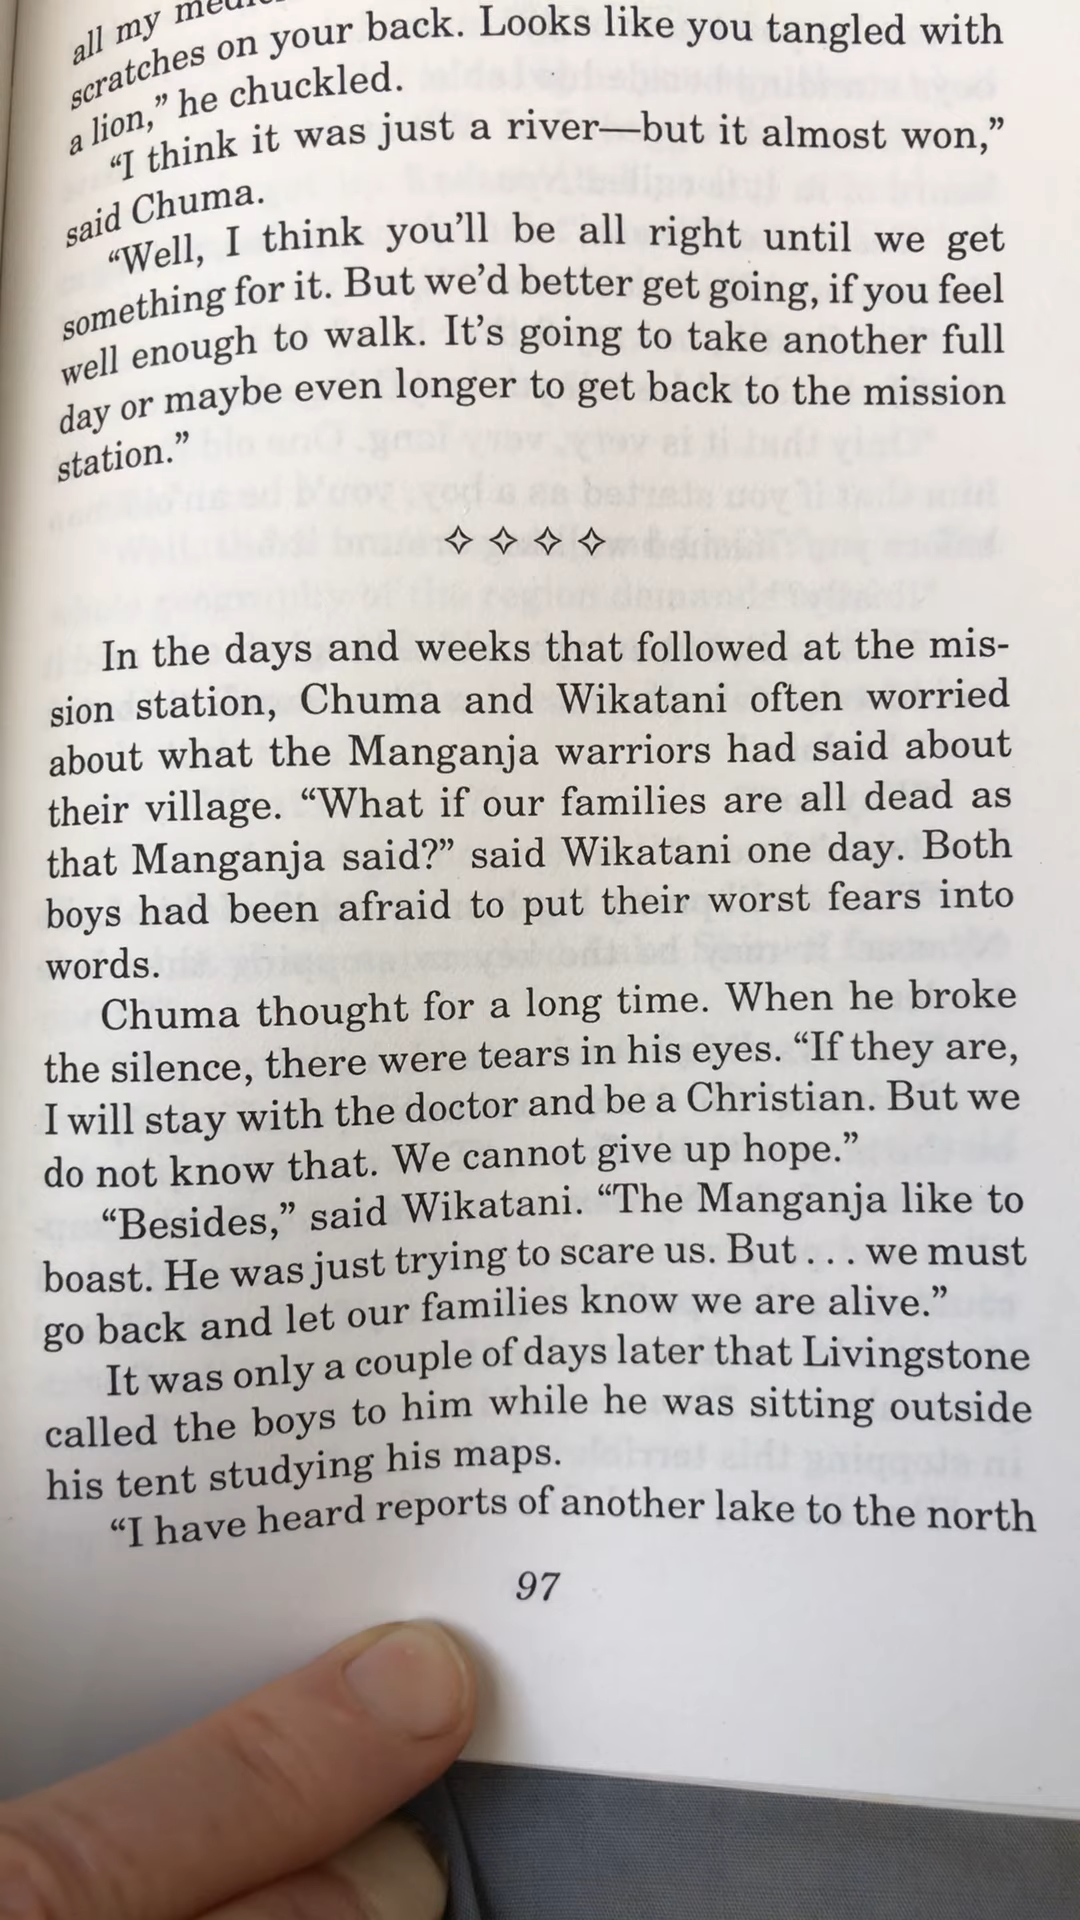 all my
scratches on your back. Looks like you tangled with
a lion,” he chuckled.
“I think it was just a river—but it almost won,”
said Chuma.
“Well, I think you’ll be all right until we get
something for it. But we’d better get going, if you feel
well enough to walk. It’s going to take another full
day or maybe even longer to get back to the mission
station.”
In the days and weeks that followed at the mis-
sion station, Chuma and Wikatani often worried
about what the Manganja warriors had said about
their village. “What if our families are all dead as
that Manganja said?” said Wikatani one day. Both
boys had been afraid to put their worst fears into
words.
Chuma thought for a long time. When he broke
the silence, there were tears in his eyes. “If they are,
I will stay with the doctor and be a Christian. But we
do not know that. We cannot give up hope.”
“Besides,” said Wikatani. “The Manganja like to
boast. He was just trying to scare us. But . . . we must
go back and let our families know we are alive.”
It was only a couple of days later that Livingstone
called the boys to him while he was sitting outside
his tent studying his maps.
“I have heard reports of another lake to the north
97